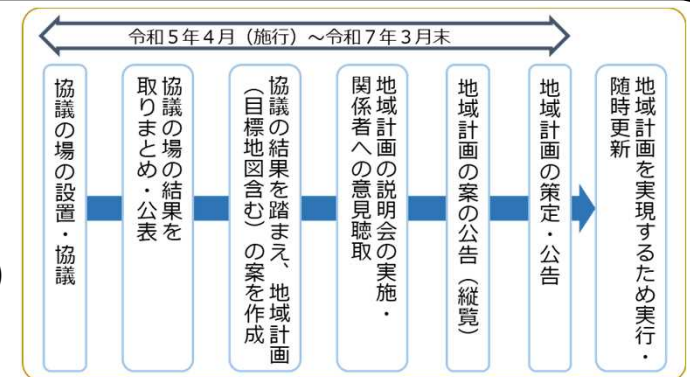 令和５年４月（施行）～令和７年３月末
協議の場の設置・協議
協議の場の結果を
取りまとめ・公表
協議の結果を踏まえ、地域計画
（目標地図含む）の案を作成
地域計画の説明会の実施・
関係者への意見聴取
地域計画の案の公告（縦覧）
地域計画の策定・公告
地域計画を実現するため実行・
随時更新